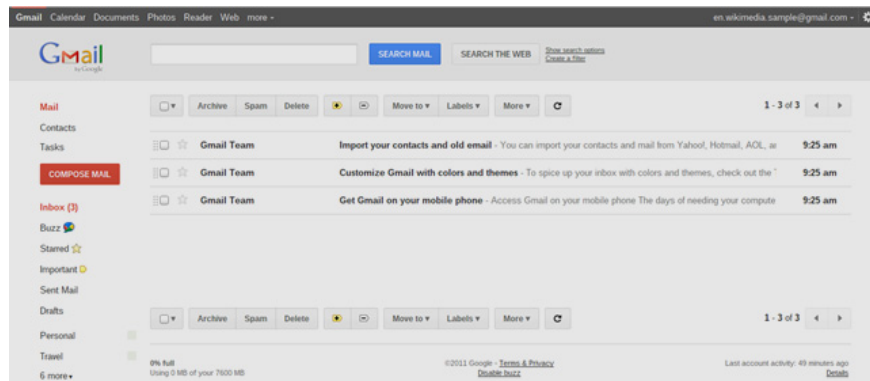 Gmail Calendar Documents Photos Reader Web more
en.wikimedia.sample@gmail.com
Gmail
by Google
SEARCH MAIL SEARCH THE WEB
Show search options
Create a filter
Mail
Contacts
Tasks
COMPOSE MAIL
Inbox (3)
Buzz
Starred
Important
Sent Mail
Drafts
Personal
Travel
6 more
Archive Spam Delete Move to Labels More 1 - 3 of 3
Gmail Team Import your contacts and old email - You can import your contacts and mail from Yahoo!, Hotmail, AOL, 9:25 am
Gmail Team Customize Gmail with colors and themes - To spice up your inbox with colors and themes, check out the 9:25 am
Gmail Team Get Gmail on your mobile phone - Access Gmail on your mobile phone The days of needing your compute 9:25 am
Archive Spam Delete Move to Labels More 1 - 3 of 3
0% full
Using 0 MB of your 7600 MB
©2011 Google - Terms & Privacy
Disable buzz
Last account activity: 49 minutes ago
Details